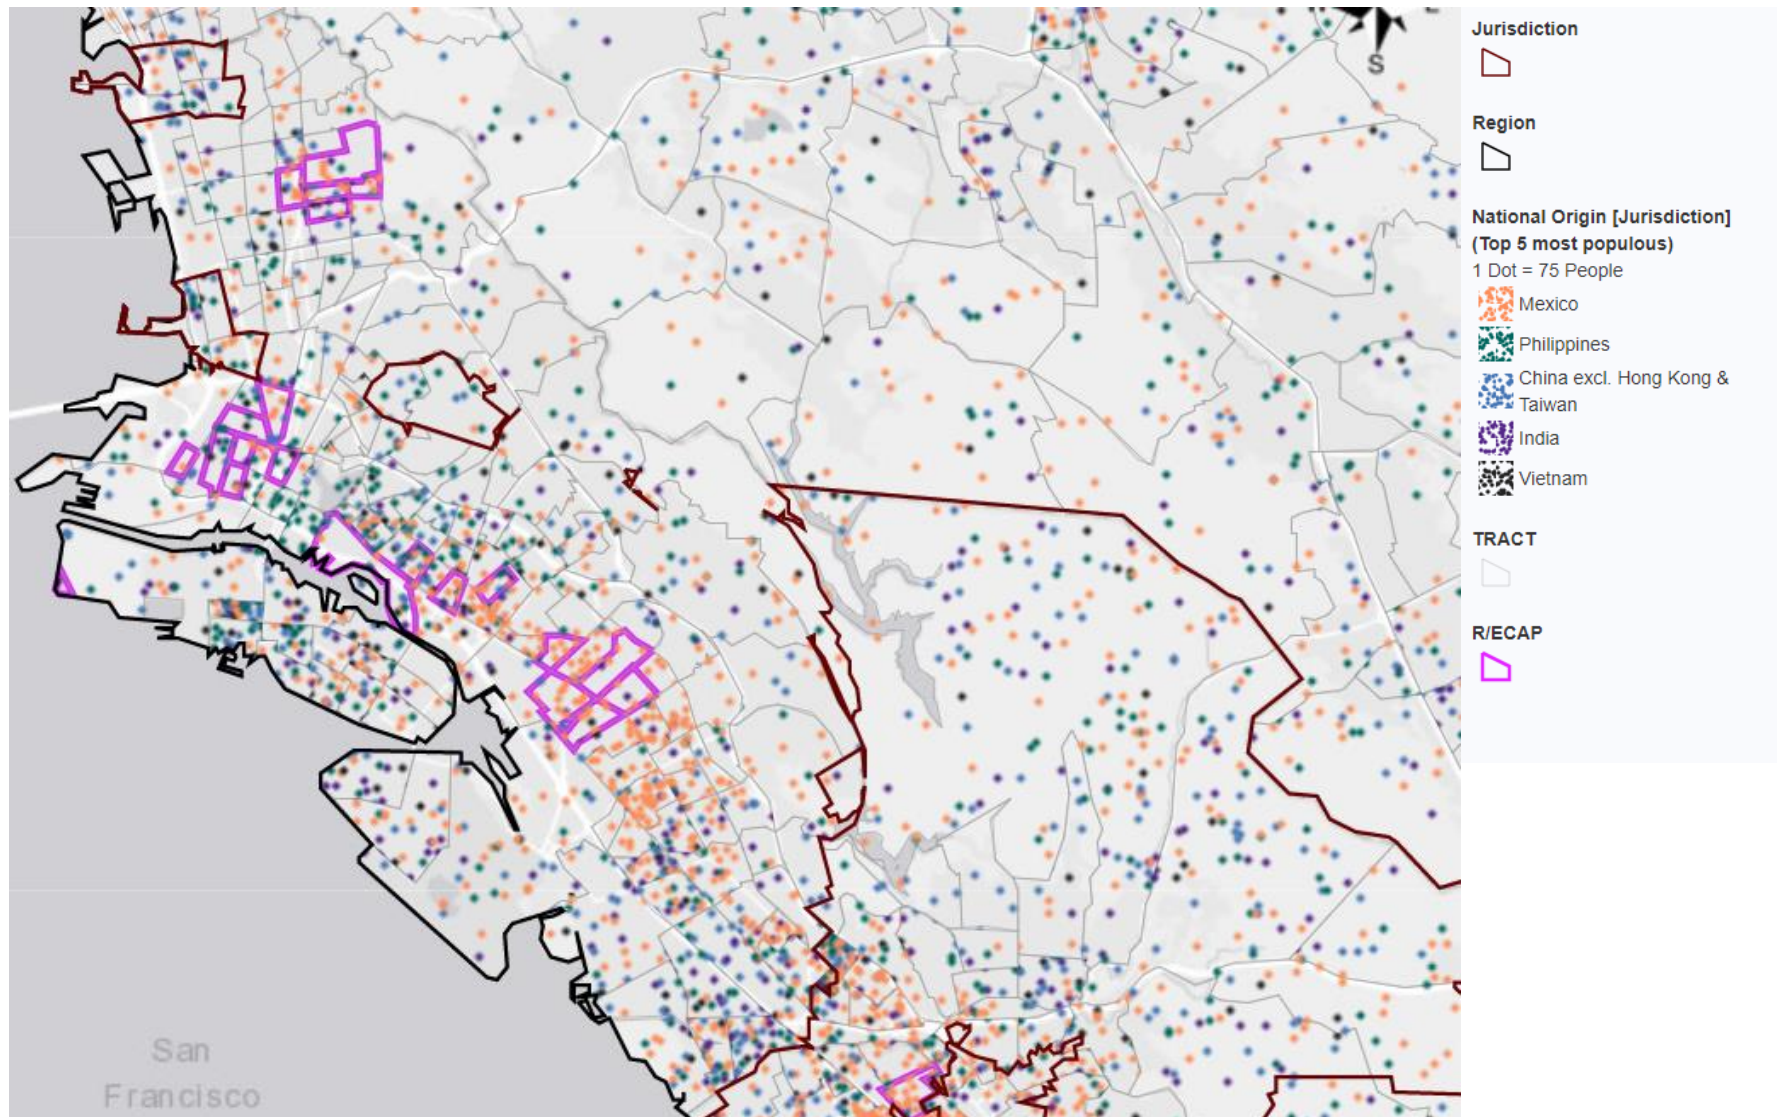 S
San
Francisco
Jurisdiction
Region
National Origin [Jurisdiction]
(Top 5 most populous)
1 Dot = 75 People
Mexico
Philippines
China excl. Hong Kong &
Taiwan
India
Vietnam
TRACT
R/ECAP